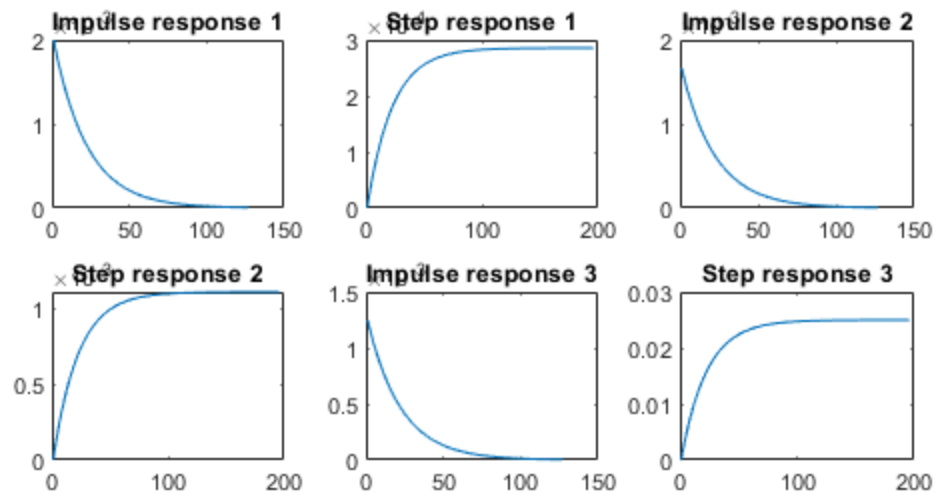 Impulse response 1
Step response 1
Impulse response 2
2
1
0
0 50 100 150
3
2
1
0
0 100 200
2
1
0
0 50 100 150
Step response 2
Impulse response 3
Step response 3
1
0.5
0
0 100 200
1.5
1
0.5
0
0 50 100 150
0.03
0.02
0.01
0
0 100 200